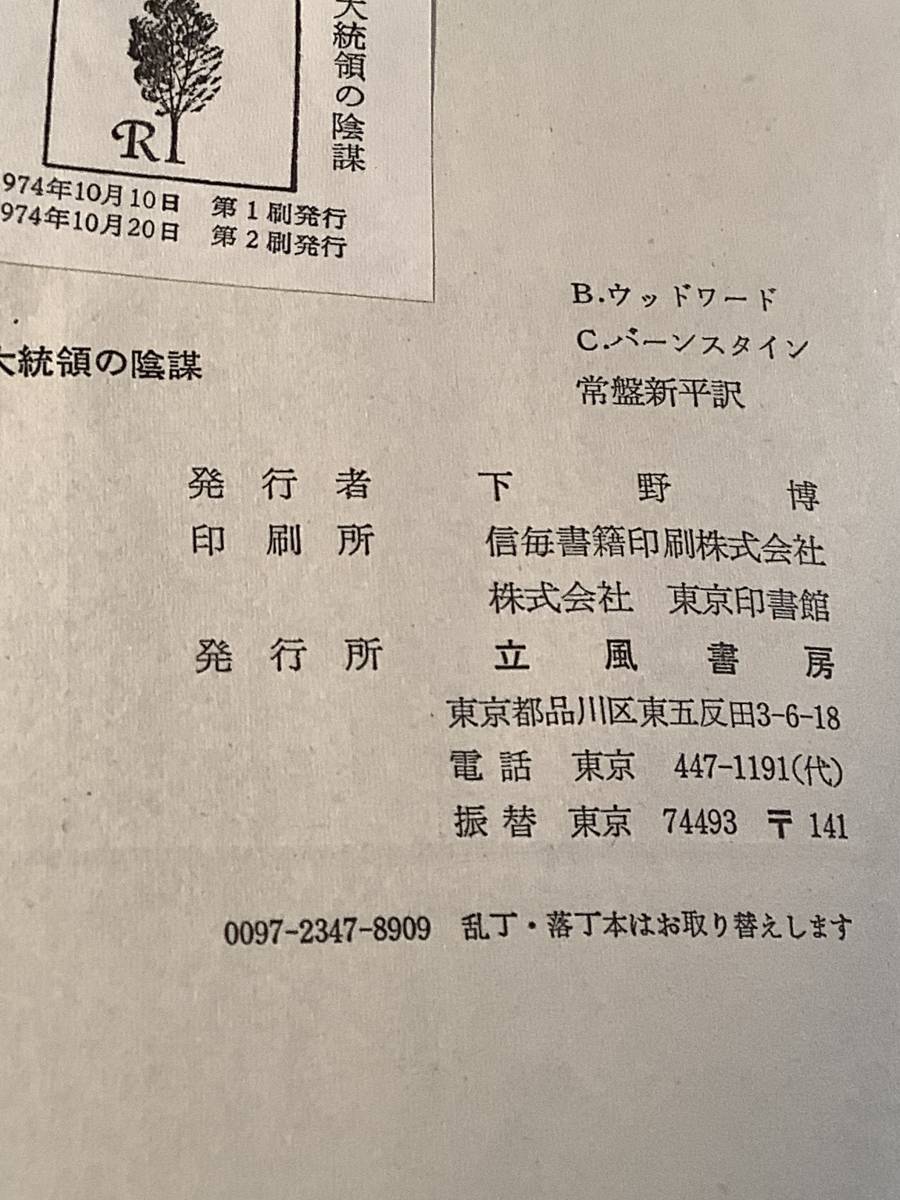 大統領の陰謀
R
974年10月10日 第1刷発行
974年10月20日 第2刷発行
大統領の陰謀
B.ウッドワード
C.バーンスタイン
常盤新平訳
発行者 下野博
印刷所 信毎書籍印刷株式会社
株式会社 東京印書館
発行所 立風書房
東京都品川区東五反田3-6-18
電話 東京 447-1191(代)
振替 東京 74493 〒141
0097-2347-8909 乱丁・落丁本はお取り替えします